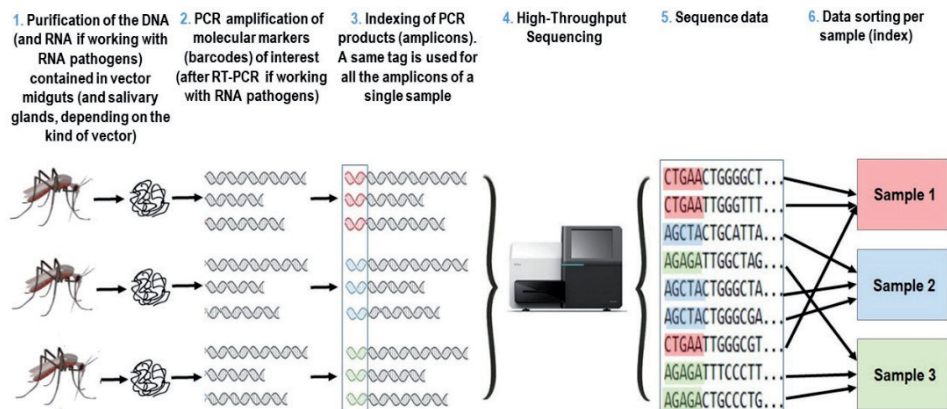 1. Purification of the DNA
(and RNA if working with
RNA pathogens)
contained in vector
midguts (and salivary
glands, depending on the
kind of vector)
2. PCR amplification of
molecular markers
(barcodes) of interest
(after RT-PCR if working
with RNA pathogens)
3. Indexing of PCR
products (amplicons).
A same tag is used for
all the amplicons of a
single sample
4. High-Throughput
Sequencing
5. Sequence data
6. Data sorting per
sample (index)
CTGAACTGGGGCT...
CTGAATTGGGTTT...
AGCTACTGCATTA...
AGAGATTGGCTAG...
AGCTACTGGGCTA...
AGCTACTGGGCGA...
CTGAATTGGGCGT...
AGAGATTTCCCTT...
AGAGACTGCCCTG...
Sample 1
Sample 2
Sample 3